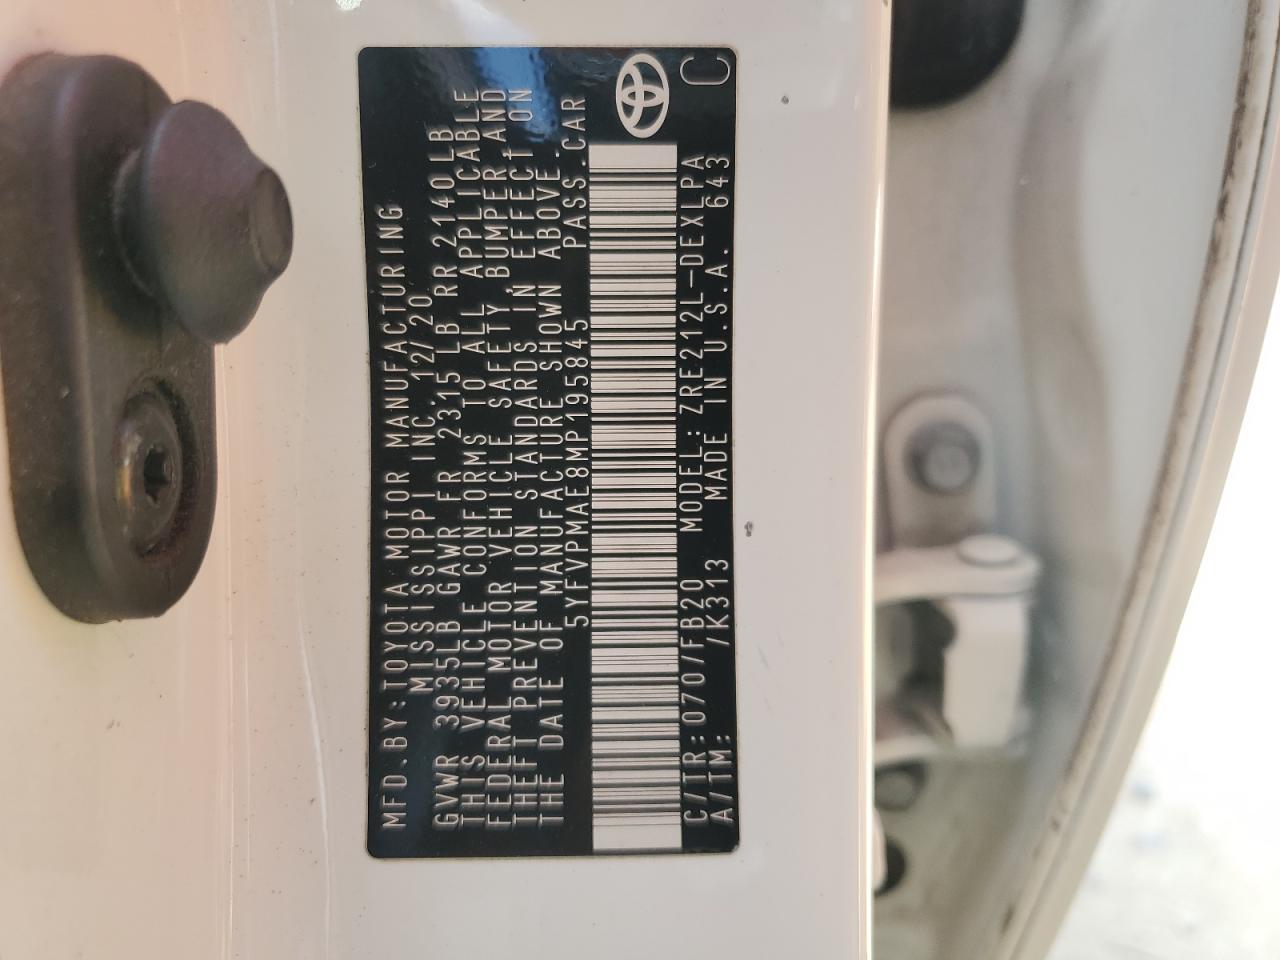 MFD.BY:TOYOTA MOTOR MANUFACTURING
MISSISSIPPI INC. 12/20
GVWR 3935LB GAWR FR 2315 LB RR 2140LB
THIS VEHICLE CONFORMS TO ALL APPLICABLE
FEDERAL MOTOR VEHICLE SAFETY,BUMPER,AND
THEFT PREVENTION STANDARDS IN EFFECT ON
THE DATE OF MANUFACTURE SHOWN ABOVE.
5YFVPMAE8MP195845 PASS.CAR
C/TR:070/FB20 MODEL:ZRE212L-DEXLPA
A/TM: /K313 MADE IN U.S.A. 643
C